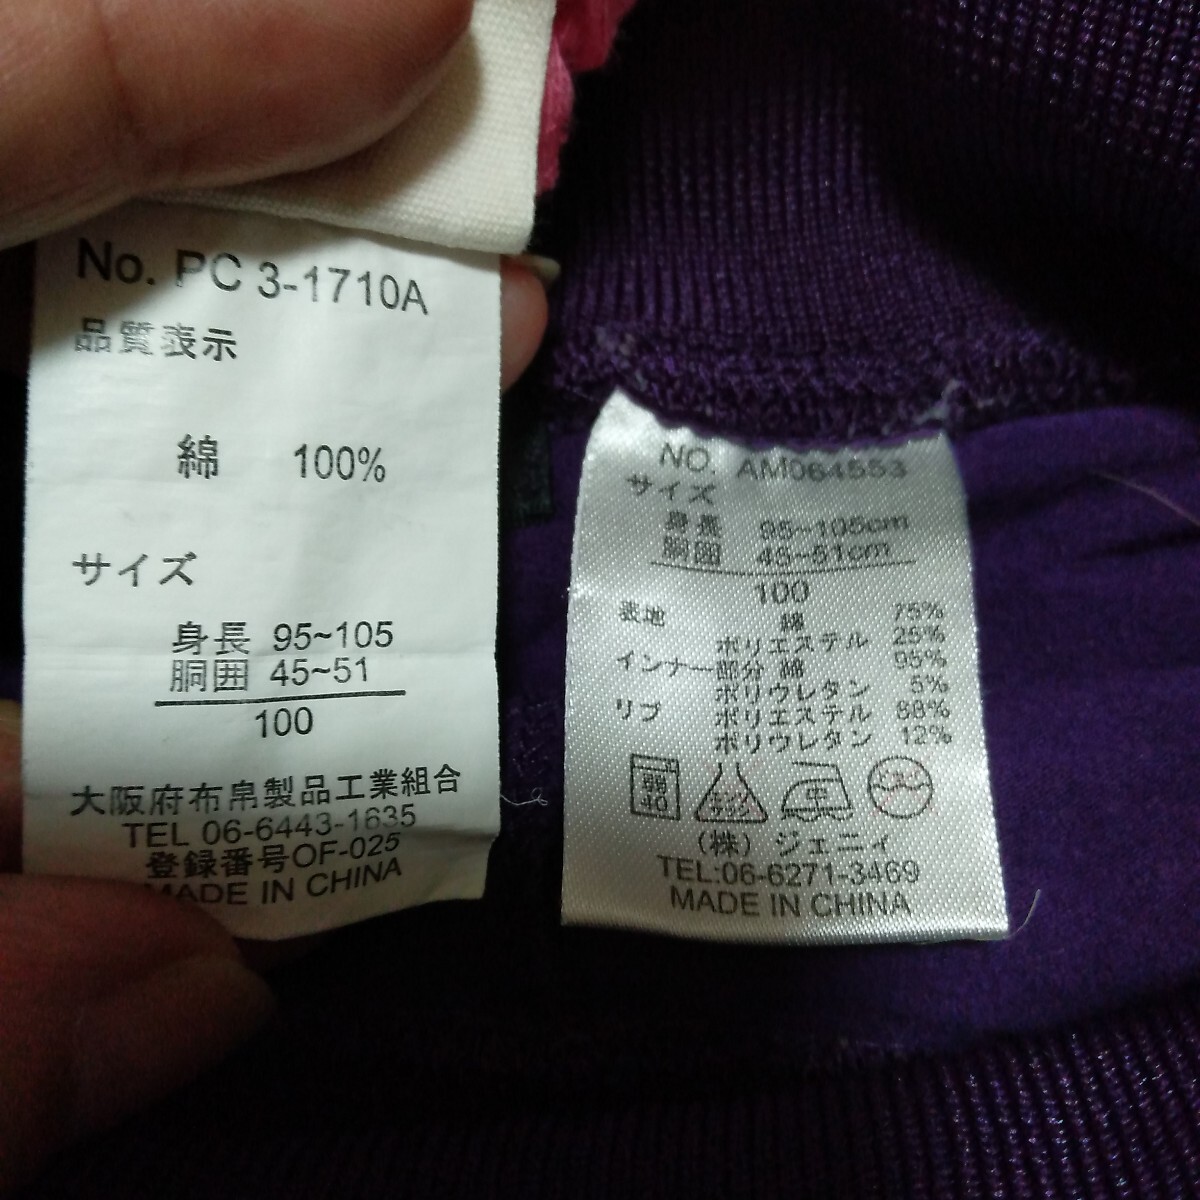 No. PC 3-1710A
品質表示
綿 100%
サイズ
身長 95~105
胴囲 45~51
100
大阪府布帛製品工業組合
TEL 06-6443-1635
登録番号OF-025
MADE IN CHINA
NO. AM064553
サイズ
身長 95~105cm
胴囲 45~51cm
100
表地 綿 75%
ポリエステル 25%
インナー部分 綿 95%
ポリウレタン 5%
リブ ポリエステル 88%
ポリウレタン 12%
弱 40 中
(株) ジェニィ
TEL:06-6271-3469
MADE IN CHINA